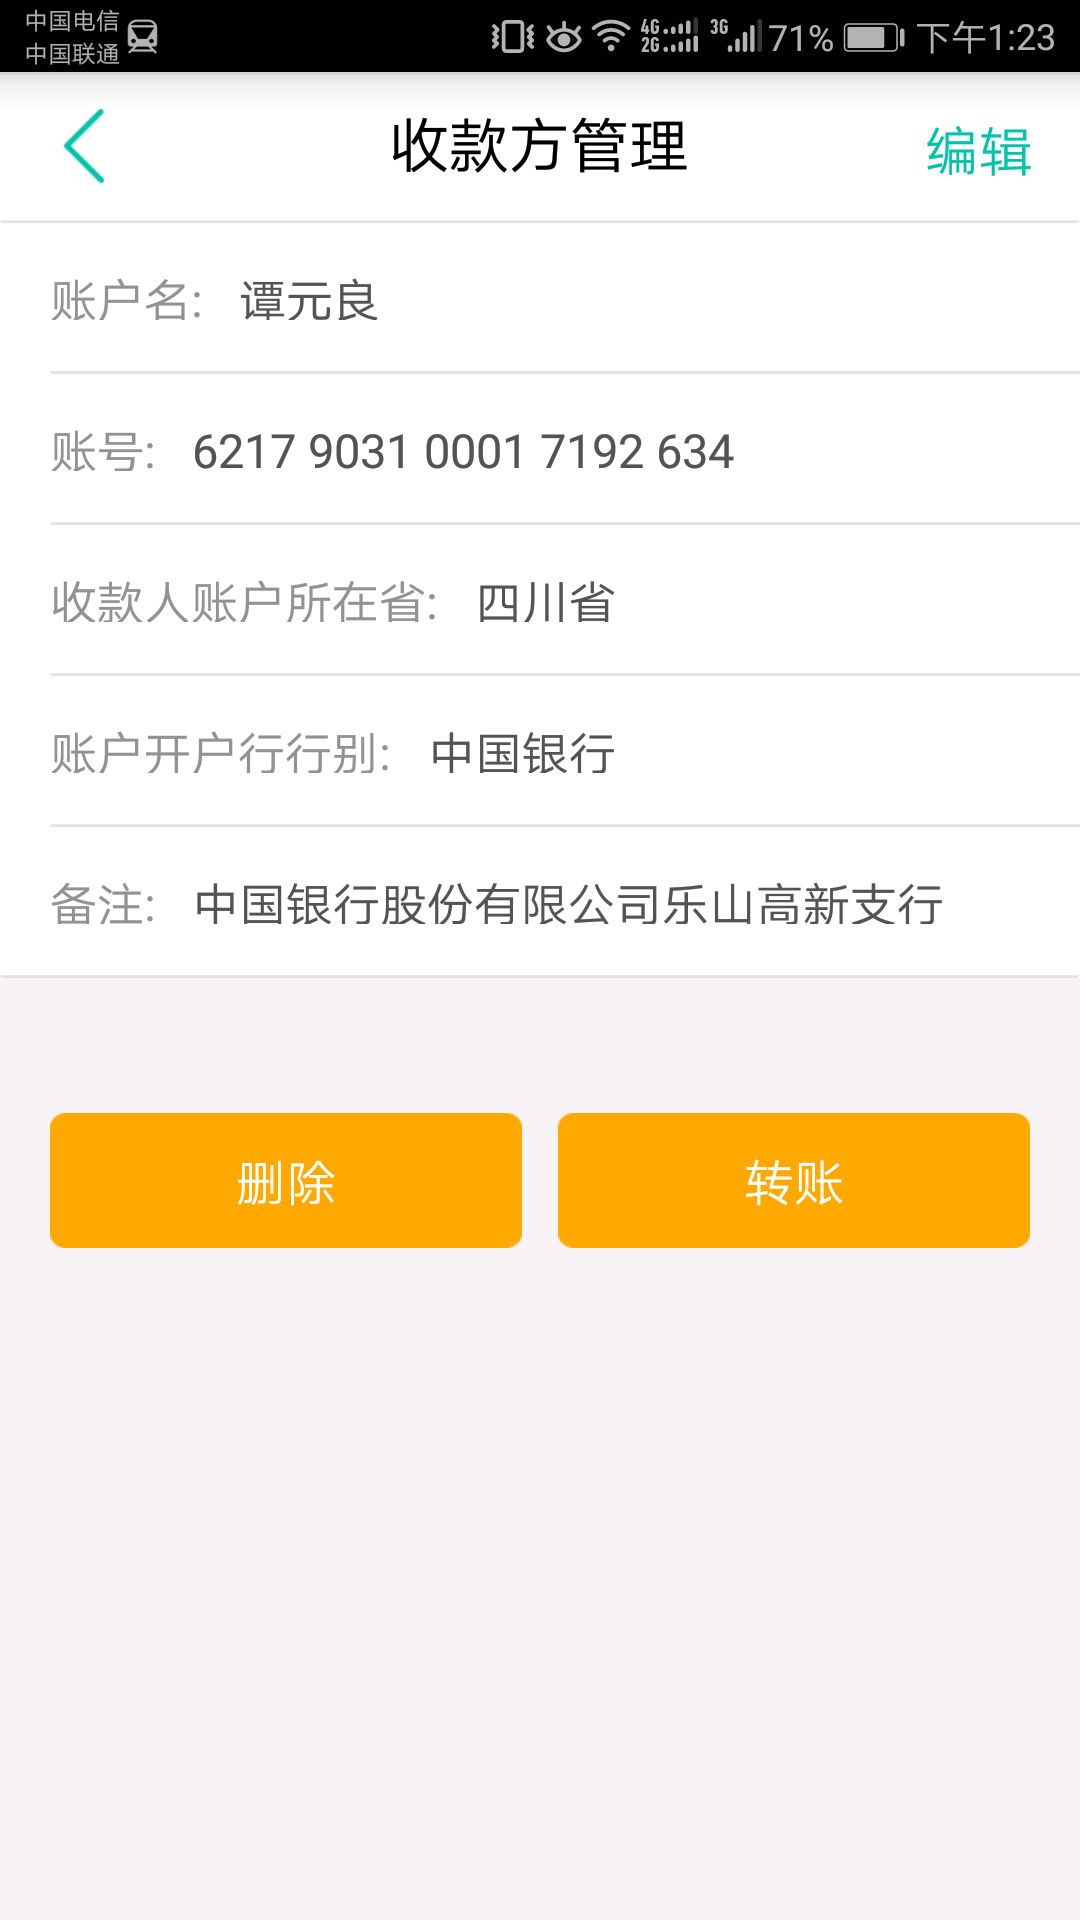 中国电信
中国联通
4G 2G 3G 71% 下午1:23
收款方管理 编辑
账户名: 谭元良
账号: 6217 9031 0001 7192 634
收款人账户所在省: 四川省
账户开户行行别: 中国银行
备注: 中国银行股份有限公司乐山高新支行
删除 转账